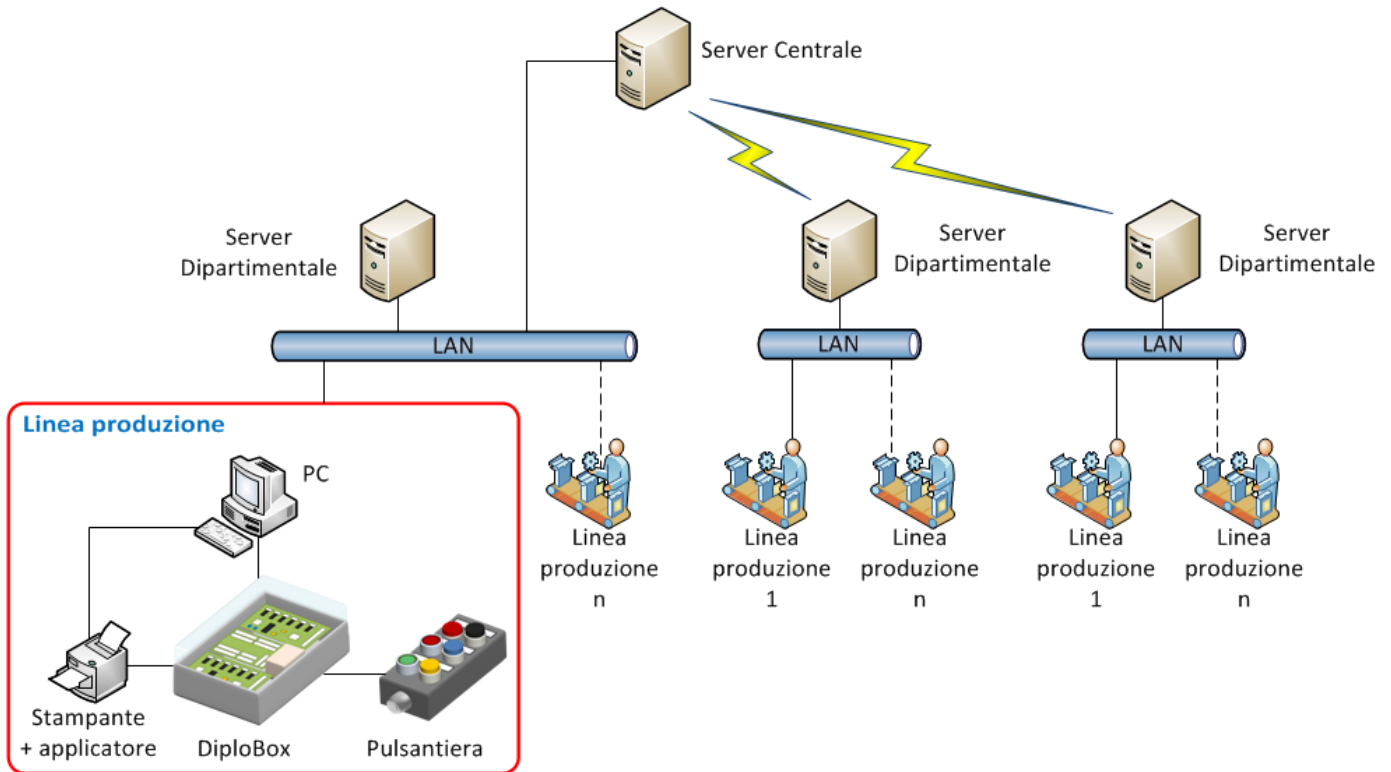 Server Centrale
Server
Dipartimentale
Server
Dipartimentale
Server
Dipartimentale
LAN
LAN
LAN
Linea produzione
PC
Stampante
+ applicatore
DiploBox
Pulsantiera
Linea
produzione
n
Linea
produzione
1
Linea
produzione
n
Linea
produzione
1
Linea
produzione
n